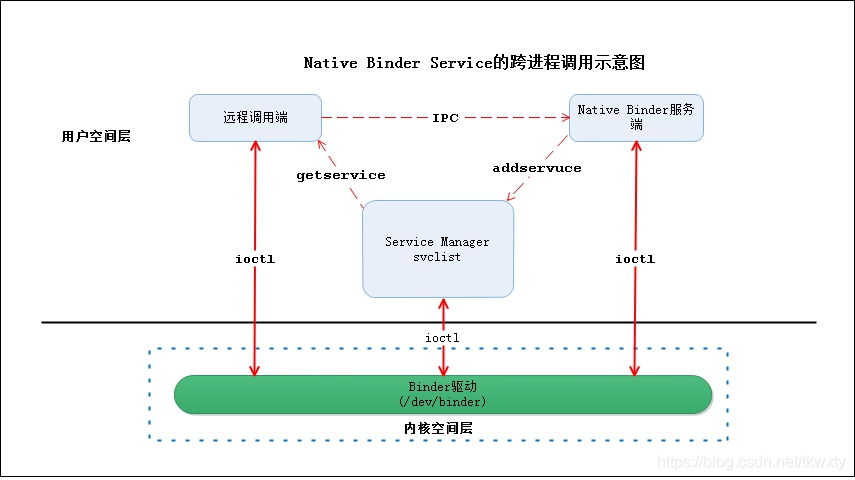 Native Binder Service的跨进程调用示意图
远程调用端
IPC
Native Binder服务
端
用户空间层
getservice
addservuce
Service Manager
svclist
ioctl
ioctl
ioctl
Binder驱动
(/dev/binder)
内核空间层
https://blog.csdn.net/tkwxty